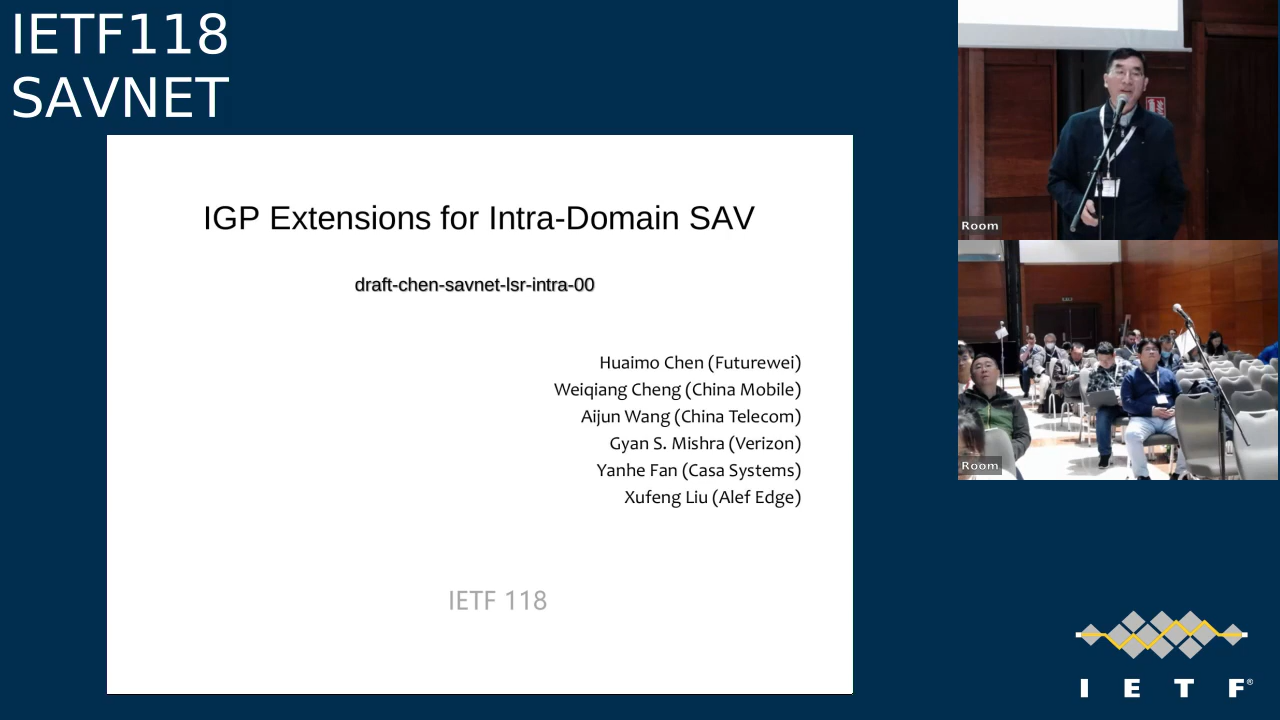 IETF118
SAVNET
IGP Extensions for Intra-Domain SAV
draft-chen-savnet-lsr-intra-00
Huaimo Chen (Futurewei)
Weiqiang Cheng (China Mobile)
Aijun Wang (China Telecom)
Gyan S. Mishra (Verizon)
Yanhe Fan (Casa Systems)
Xufeng Liu (Alef Edge)
IETF 118
Room
Room
I E T F®